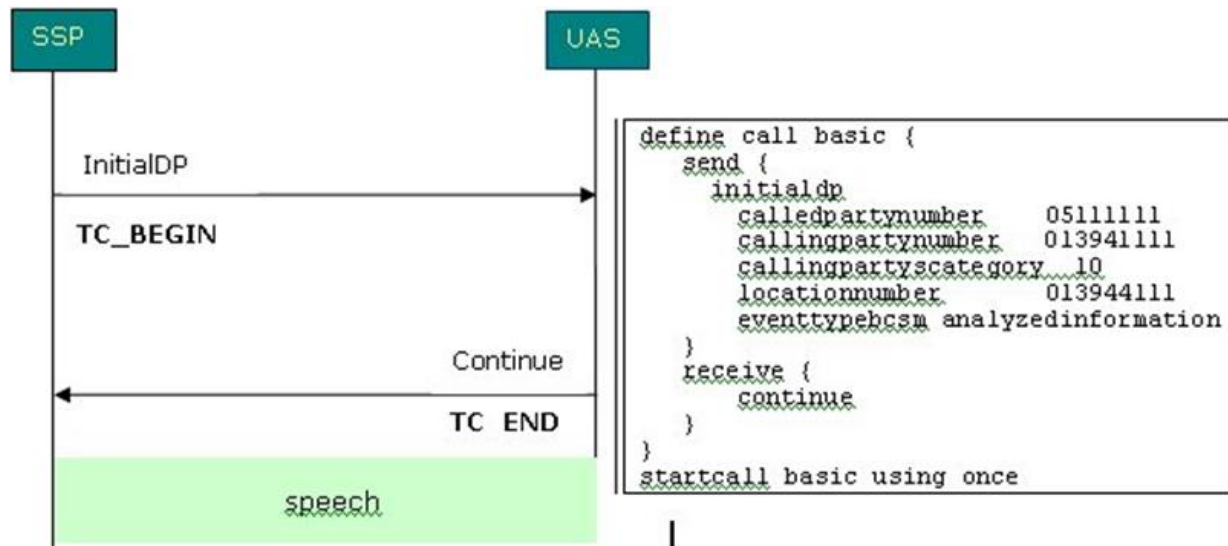 SSP
UAS
InitialDP
TC_BEGIN
Continue
TC END
speech
define call basic {
send {
initialdp
calledpartynumber 05111111
callingpartynumber 013941111
callingpartyscategory 10
locationnumber 013944111
eventtypebcsm analyzedinformation
}
receive {
continue
}
}
startcall basic using once